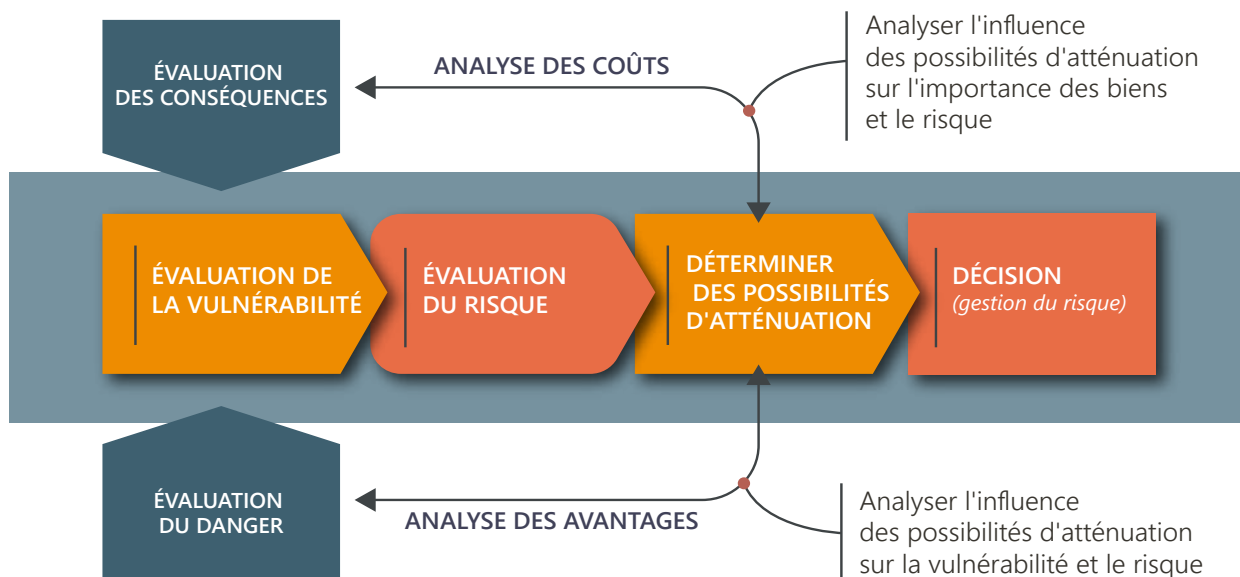 ÉVALUATION
DES CONSÉQUENCES
ANALYSE DES COÛTS
Analyser l'influence
des possibilités d'atténuation
sur l'importance des biens
et le risque
ÉVALUATION DE
LA VULNÉRABILITÉ
ÉVALUATION
DU RISQUE
DÉTERMINER
DES POSSIBILITÉS
D'ATTÉNUATION
DÉCISION
(gestion du risque)
ÉVALUATION
DU DANGER
ANALYSE DES AVANTAGES
Analyser l'influence
des possibilités d'atténuation
sur la vulnérabilité et le risque